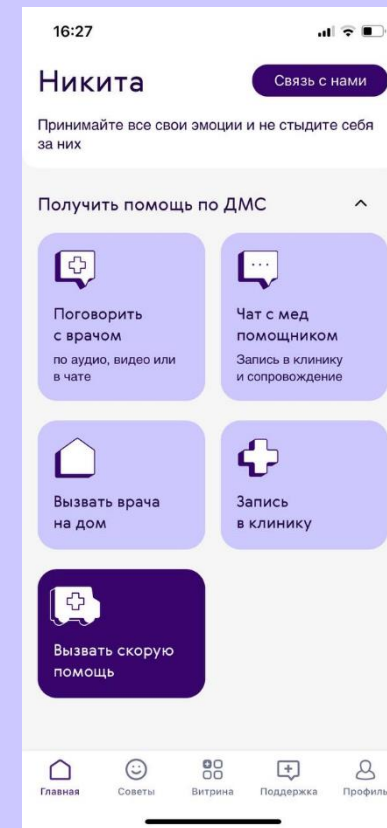 16:27
Никита
Связь с нами
Принимайте все свои эмоции и не стыдите себя
за них
Получить помощь по ДМС
Поговорить
с врачом
по аудио, видео или
в чате
Чат с мед
помощником
Запись в клинику
и сопровождение
Вызвать врача
на дом
Запись
в клинику
Вызвать скорую
помощь
Главная
Советы
Витрина
Поддержка
Профиль